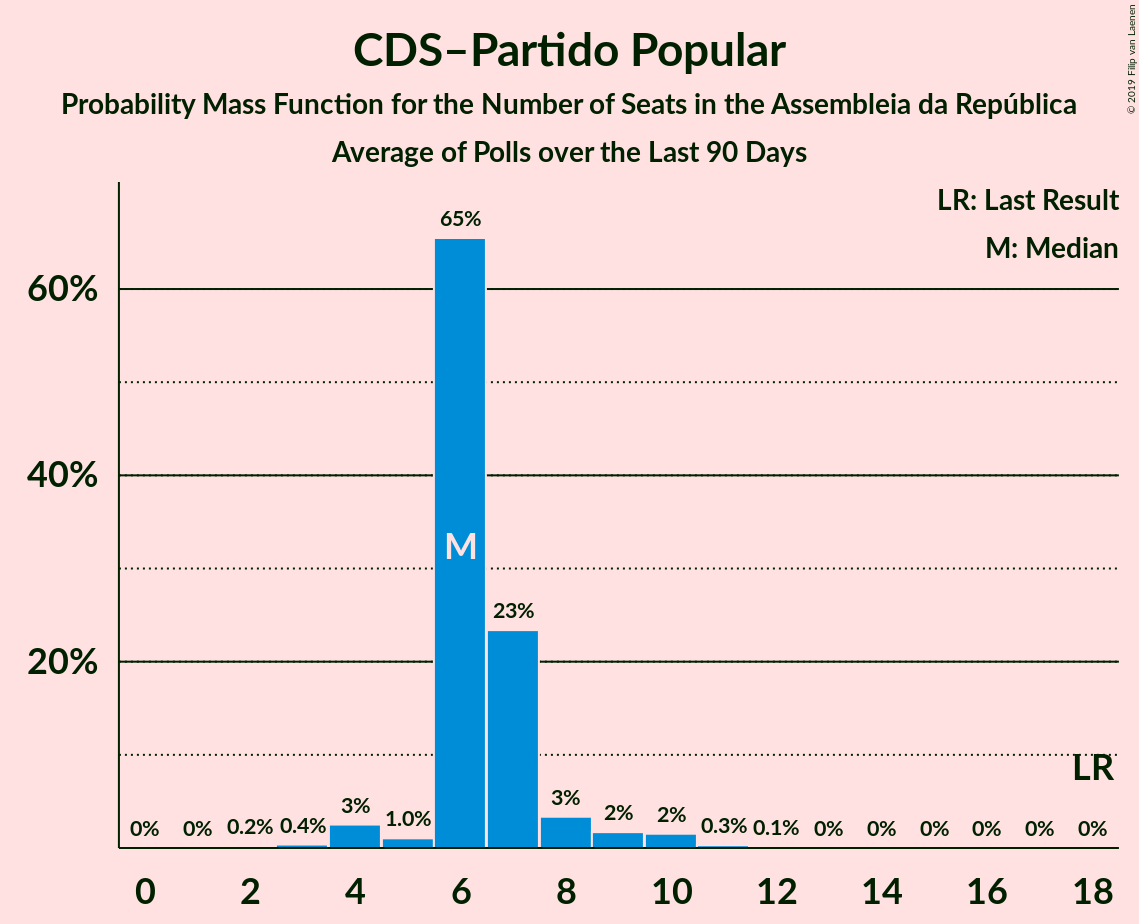 CDS–Partido Popular
Probability Mass Function for the Number of Seats in the Assembleia da República
Average of Polls over the Last 90 Days
© 2019 Filip van Laenen
LR: Last Result
M: Median
65%
60%
40%
M
23%
20%
LR
0% 0% 0.2% 0.4% 3% 1.0% 3% 2% 2% 0.3% 0.1% 0% 0% 0% 0% 0% 0%
0 2 4 6 8 10 12 14 16 18